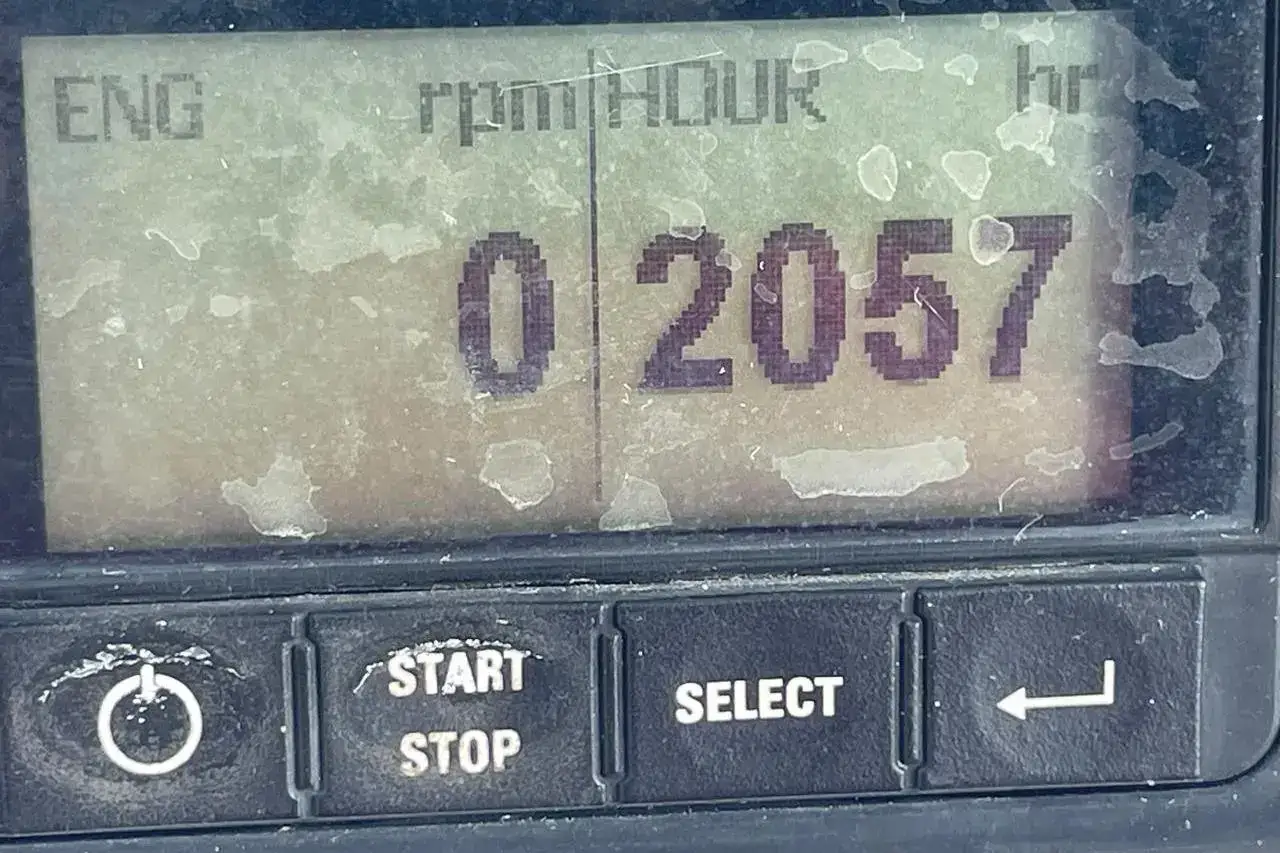 ENG rpm HOUR hr
0 2057
START
STOP
SELECT